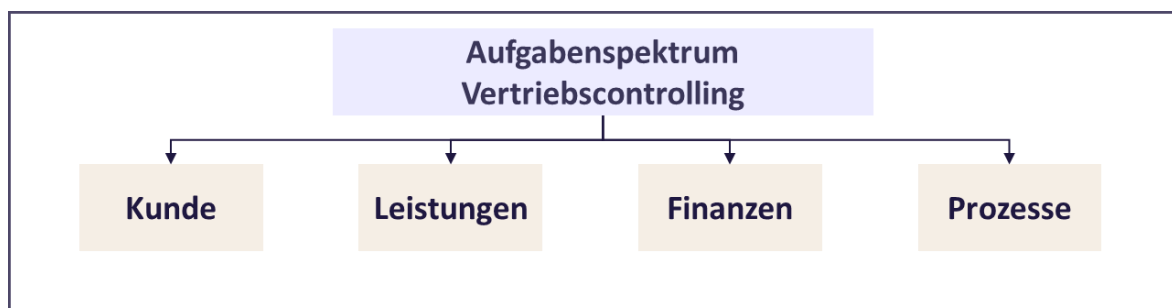 Aufgabenspektrum
Vertriebscontrolling
Kunde
Leistungen
Finanzen
Prozesse